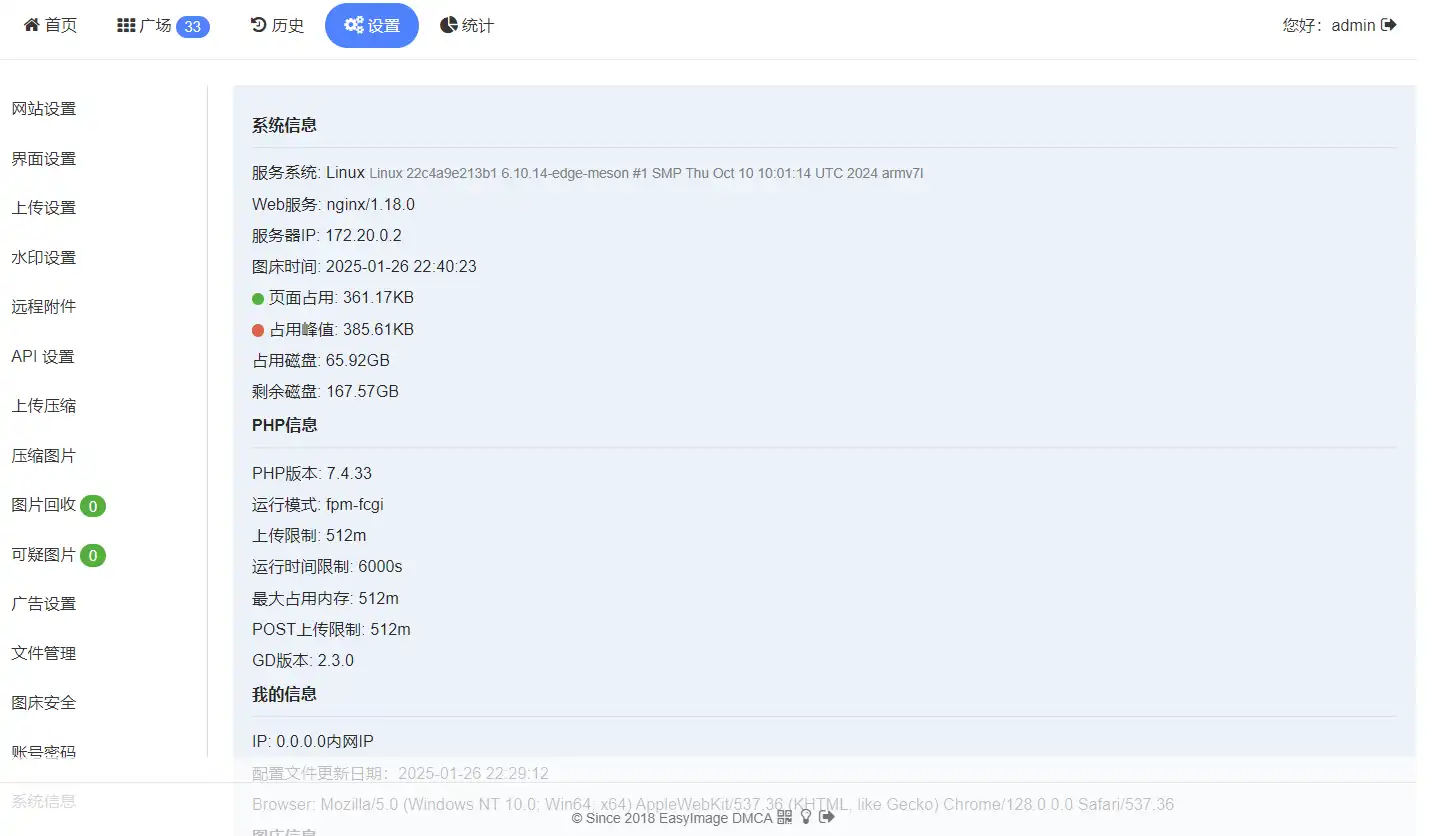 首页
广场 33
历史
设置
统计
您好：admin
网站设置
界面设置
上传设置
水印设置
远程附件
API 设置
上传压缩
压缩图片
图片回收 0
可疑图片 0
广告设置
文件管理
图床安全
账号密码
系统信息
系统信息
服务系统: Linux Linux 22c4a9e213b1 6.10.14-edge-meson #1 SMP Thu Oct 10 10:01:14 UTC 2024 armv7l
Web服务: nginx/1.18.0
服务器IP: 172.20.0.2
图床时间: 2025-01-26 22:40:23
页面占用: 361.17KB
占用峰值: 385.61KB
占用磁盘: 65.92GB
剩余磁盘: 167.57GB
PHP信息
PHP版本: 7.4.33
运行模式: fpm-fcgi
上传限制: 512m
运行时间限制: 6000s
最大占用内存: 512m
POST上传限制: 512m
GD版本: 2.3.0
我的信息
IP: 0.0.0.0内网IP
配置文件更新日期：2025-01-26 22:29:12
Browser: Mozilla/5.0 (Windows NT 10.0; Win64, x64) AppleWebKit/537.36 (KHTML, like Gecko) Chrome/128.0.0.0 Safari/537.36
© Since 2018 EasyImage DMCA
图床信息